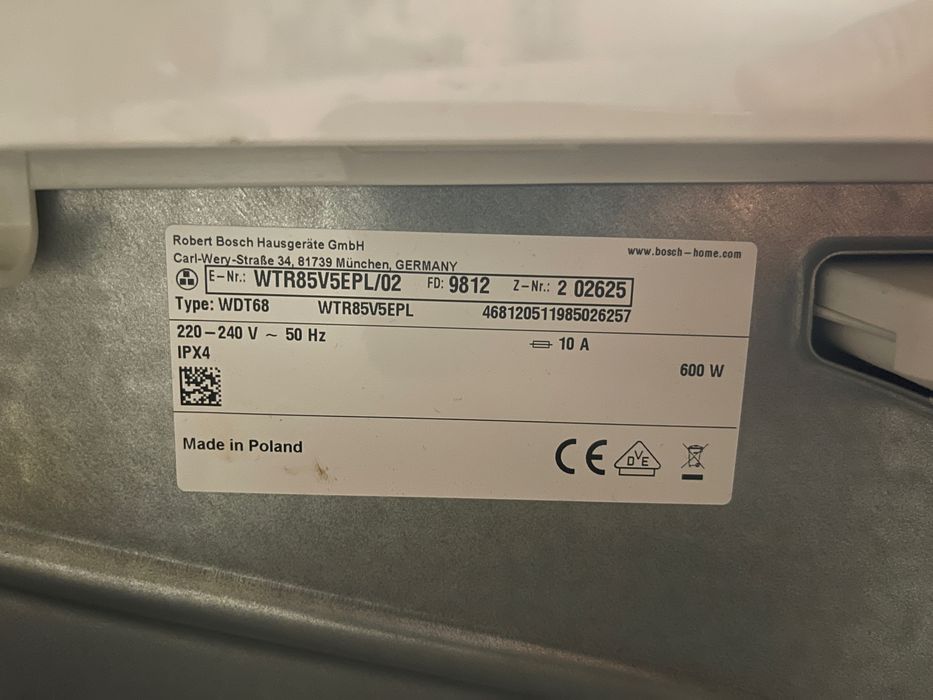 Robert Bosch Hausgeräte GmbH
www.bosch-home.com
Carl-Wery-Straße 34, 81739 München, GERMANY
E-Nr.: WTR85V5EPL/02 FD: 9812 Z-Nr.: 2 02625
Type: WDT68 WTR85V5EPL 468120511985026257
220-240 V ~ 50 Hz
10 A
IPX4
600 W
Made in Poland
CE
DVE